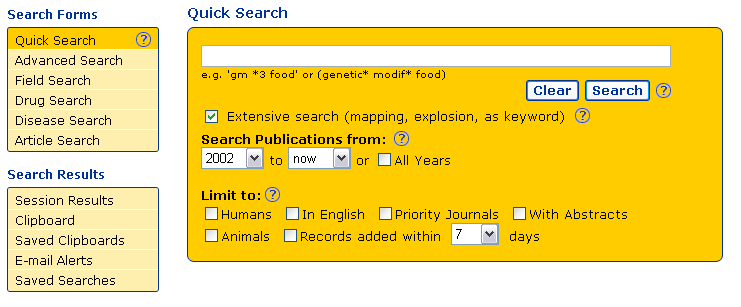 Search Forms
Quick Search ?
Advanced Search
Field Search
Drug Search
Disease Search
Article Search
Search Results
Session Results
Clipboard
Saved Clipboards
E-mail Alerts
Saved Searches
Quick Search
e.g. 'gm *3 food' or (genetic* modif* food)
Clear Search ?
Extensive search (mapping, explosion, as keyword) ?
Search Publications from: ?
2002 to now or All Years
Limit to: ?
Humans In English Priority Journals With Abstracts
Animals Records added within 7 days